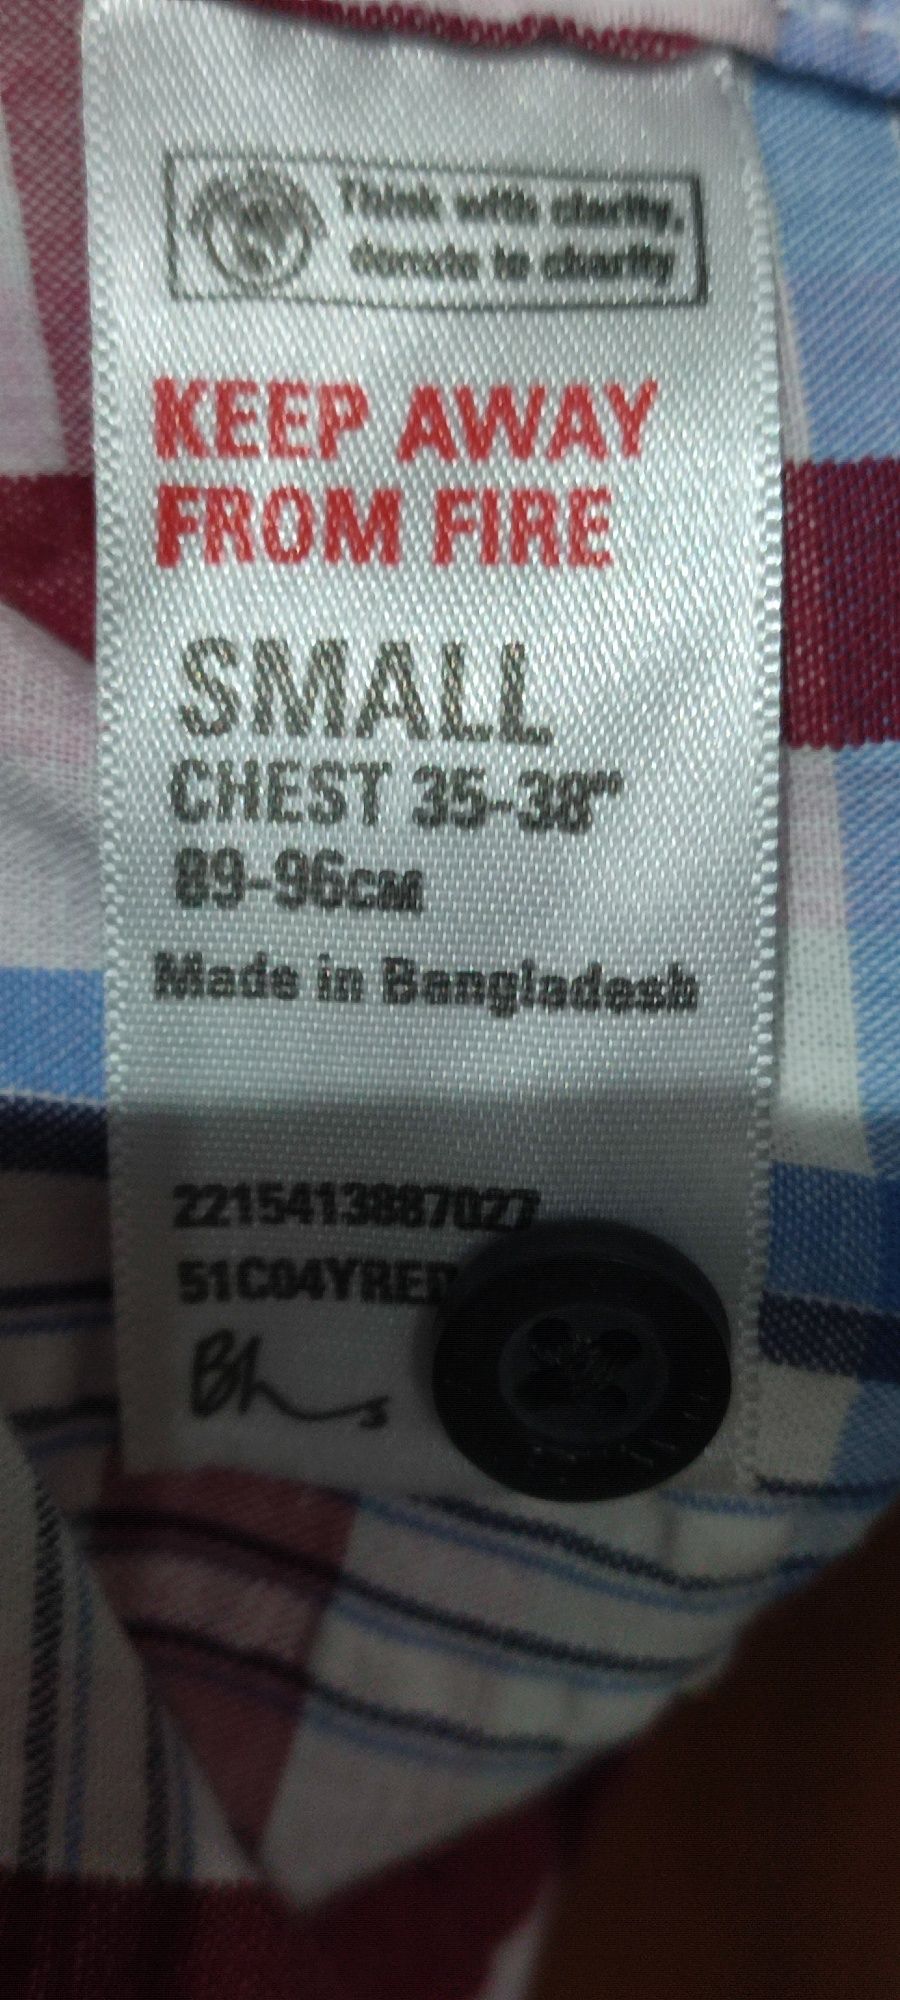 Think with clarity,
donate to charity
KEEP AWAY
FROM FIRE
SMALL
CHEST 35-38"
89-96CM
Made in Bangladesh
2215413887027
51C04YRED